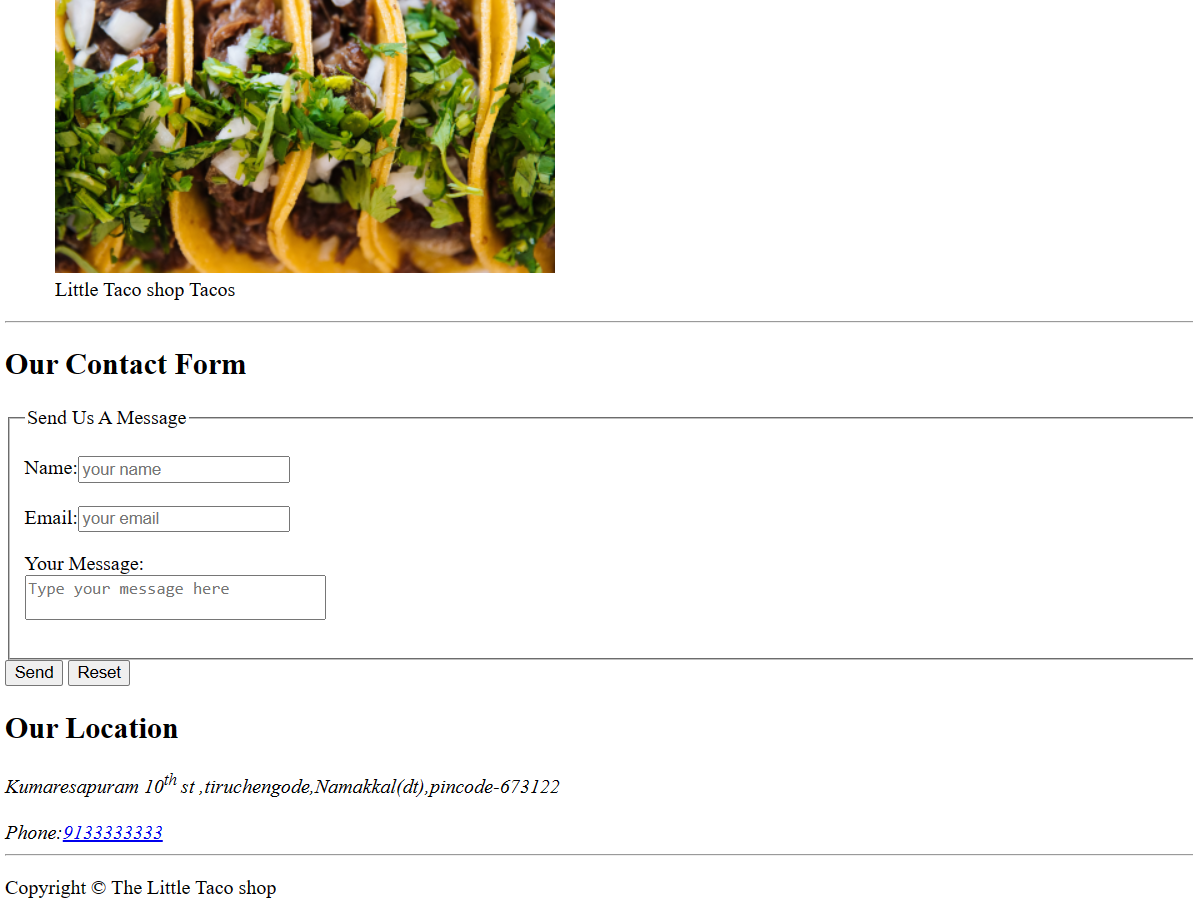 Little Taco shop Tacos
Our Contact Form
Send Us A Message
Name: your name
Email: your email
Your Message:
Type your message here
Send Reset
Our Location
Kumaresapuram 10th st ,tiruchengode,Namakkal(dt),pincode-673122
Phone:9133333333
Copyright © The Little Taco shop